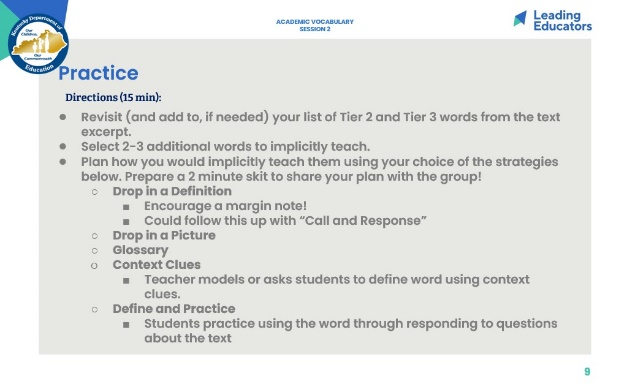 ACADEMIC VOCABULARY
SESSION 2
Leading
Educators
Kentucky Department of
Our Children,
Our Commonwealth
Education
Practice
Directions (15 min):
● Revisit (and add to, if needed) your list of Tier 2 and Tier 3 words from the text
excerpt.
● Select 2-3 additional words to implicitly teach.
● Plan how you would implicitly teach them using your choice of the strategies
below. Prepare a 2 minute skit to share your plan with the group!
○ Drop in a Definition
■ Encourage a margin note!
■ Could follow this up with “Call and Response”
○ Drop in a Picture
○ Glossary
○ Context Clues
■ Teacher models or asks students to define word using context
clues.
○ Define and Practice
■ Students practice using the word through responding to questions
about the text
9